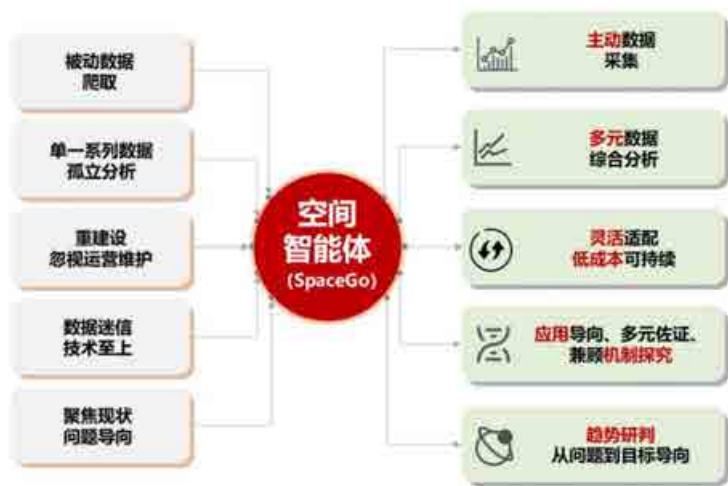 被动数据
爬取
单一系列数据
孤立分析
重建设
忽视运营维护
数据迷信
技术至上
聚焦现状
问题导向
空间
智能体
(SpaceGo)
主动数据
采集
多元数据
综合分析
灵活适配
低成本可持续
应用导向、多元佐证、
兼顾机制探究
趋势研判
从问题到目标导向